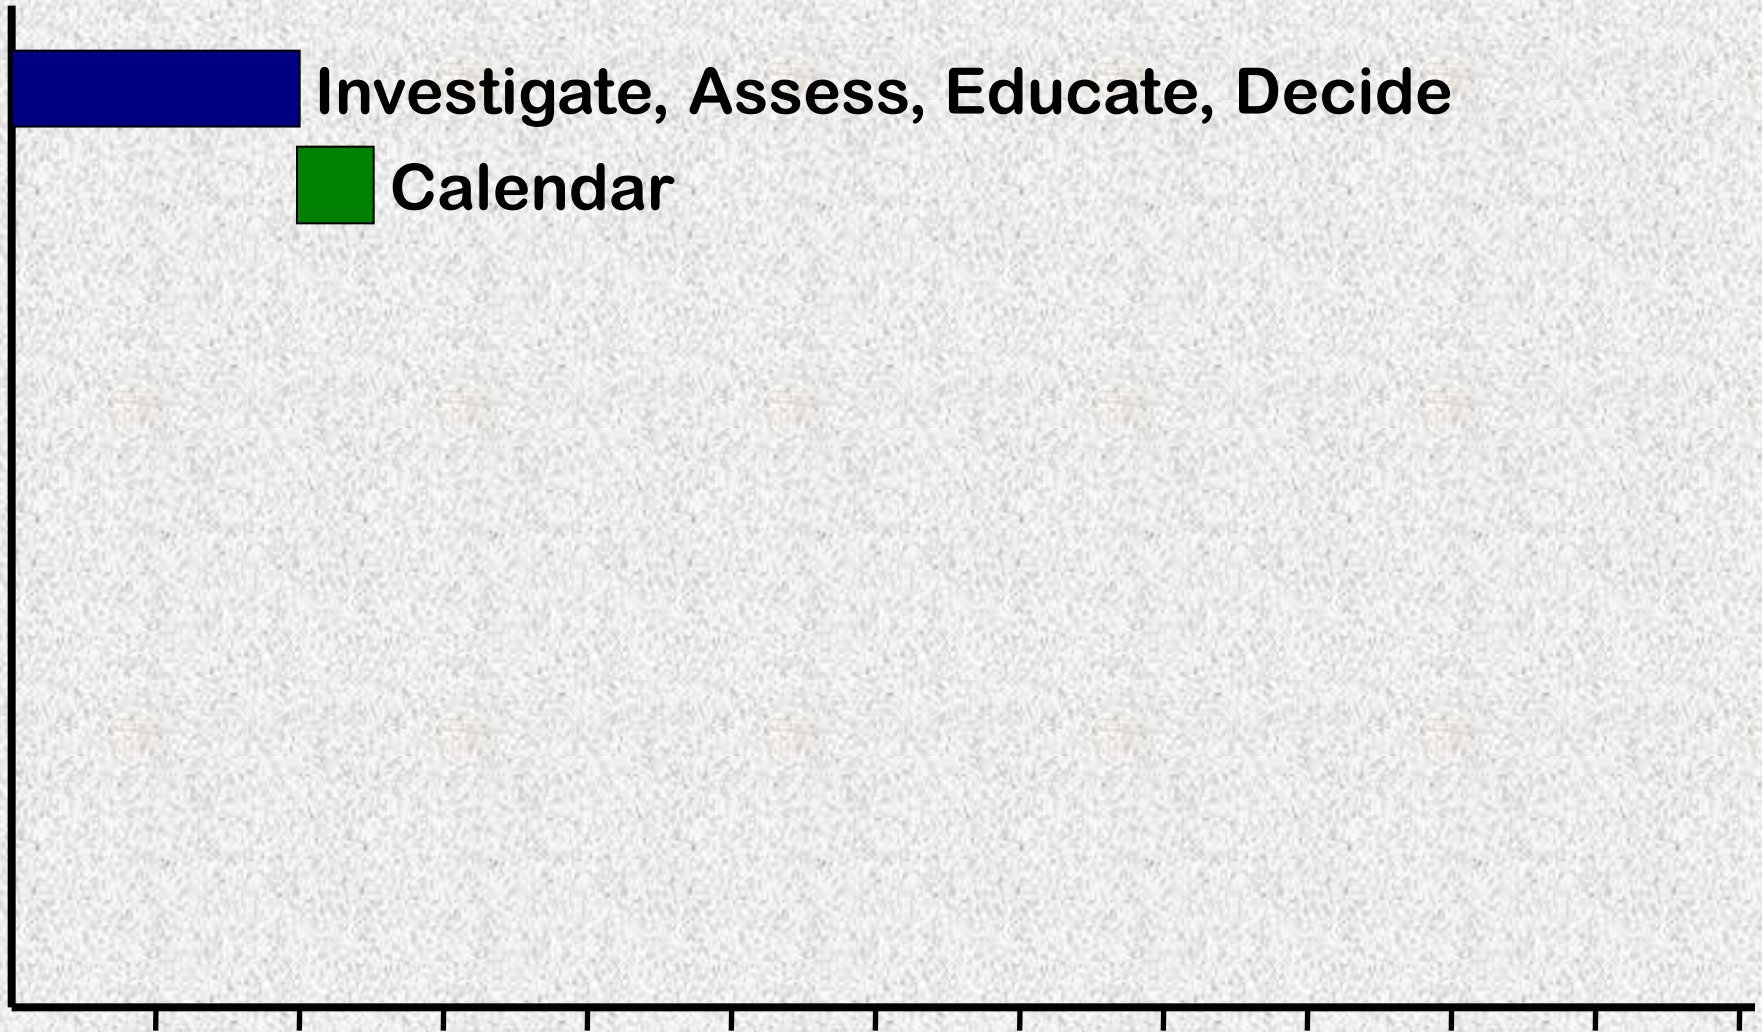 Investigate, Assess, Educate, Decide
Calendar